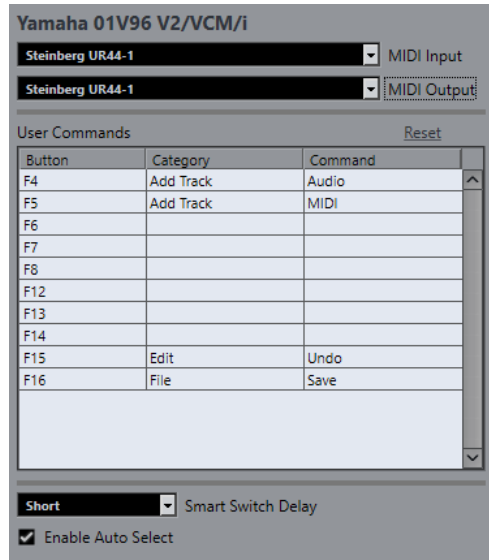 Yamaha 01V96 V2/VCM/i
Steinberg UR44-1 MIDI Input
Steinberg UR44-1 MIDI Output
User Commands Reset
Button Category Command
F4 Add Track Audio
F5 Add Track MIDI
F6
F7
F8
F12
F13
F14
F15 Edit Undo
F16 File Save
Short Smart Switch Delay
Enable Auto Select